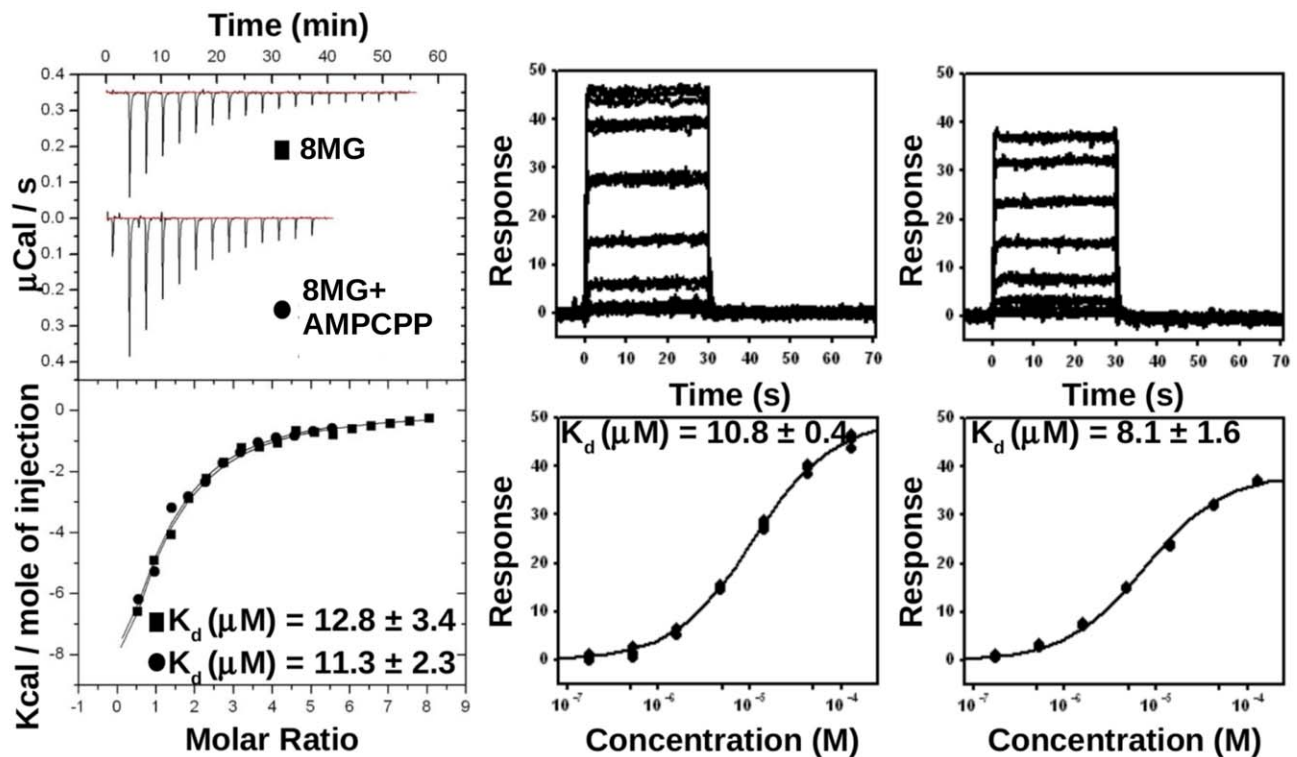 Time (min)
0 10 20 30 40 50 60
0.4
0.3
0.2
0.1
0.0
0.1
0.2
0.3
0.4
μCal / s
■ 8MG
● 8MG+
AMPCPP
0
-2
-4
-6
-8
Kcal / mole of injection
■ Kd (μM) = 12.8 ± 3.4
● Kd (μM) = 11.3 ± 2.3
-1 0 1 2 3 4 5 6 7 8 9
Molar Ratio
50
40
30
20
10
0
Response
0 10 20 30 40 50 60 70
Time (s)
50
40
30
20
10
0
Response
0 10 20 30 40 50 60 70
Time (s)
Kd (μM) = 10.8 ± 0.4
50
40
30
20
10
0
Response
10⁻⁷ 10⁻⁶ 10⁻⁵ 10⁻⁴
Concentration (M)
Kd (μM) = 8.1 ± 1.6
50
40
30
20
10
0
Response
10⁻⁷ 10⁻⁶ 10⁻⁵ 10⁻⁴
Concentration (M)